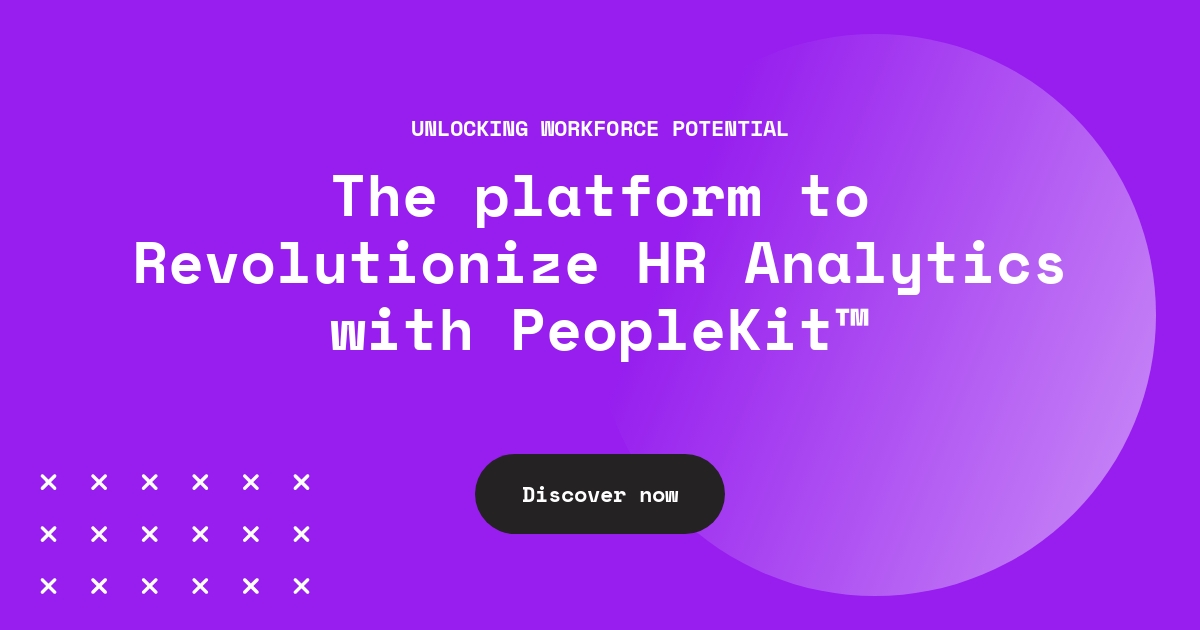 UNLOCKING WORKFORCE POTENTIAL
The platform to
Revolutionize HR Analytics
with PeopleKit™
Discover now